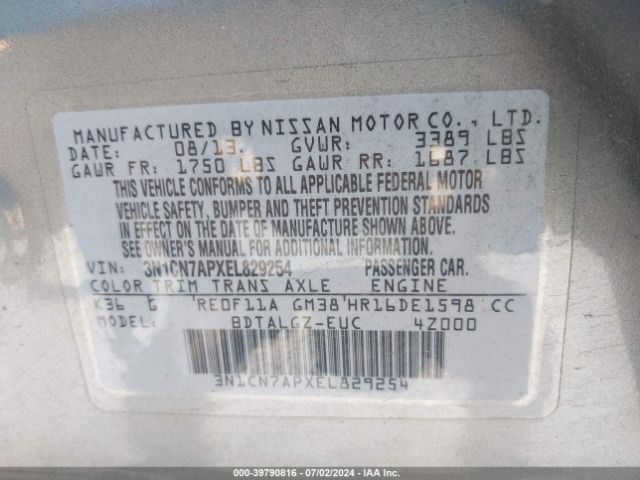 MANUFACTURED BY NISSAN MOTOR CO., LTD.
DATE: 08/13. GVWR: 3389 LBS
GAWR FR: 1750 LBS GAWR RR: 1687 LBS
THIS VEHICLE CONFORMS TO ALL APPLICABLE FEDERAL MOTOR
VEHICLE SAFETY, BUMPER AND THEFT PREVENTION STANDARDS
IN EFFECT ON THE DATE OF MANUFACTURE SHOWN ABOVE.
SEE OWNER'S MANUAL FOR ADDITIONAL INFORMATION
VIN: 3N1CN7APXEL829254 PASSENGER CAR.
COLOR TRIM TRANS AXLE ENGINE
K36 G RE0F11A GM38 HR16DE1598 CC
MODEL: BDTALGZ-EUC 4Z000
3N1CN7APXEL829254
000-39790816 - 07/02/2024 - IAA Inc.